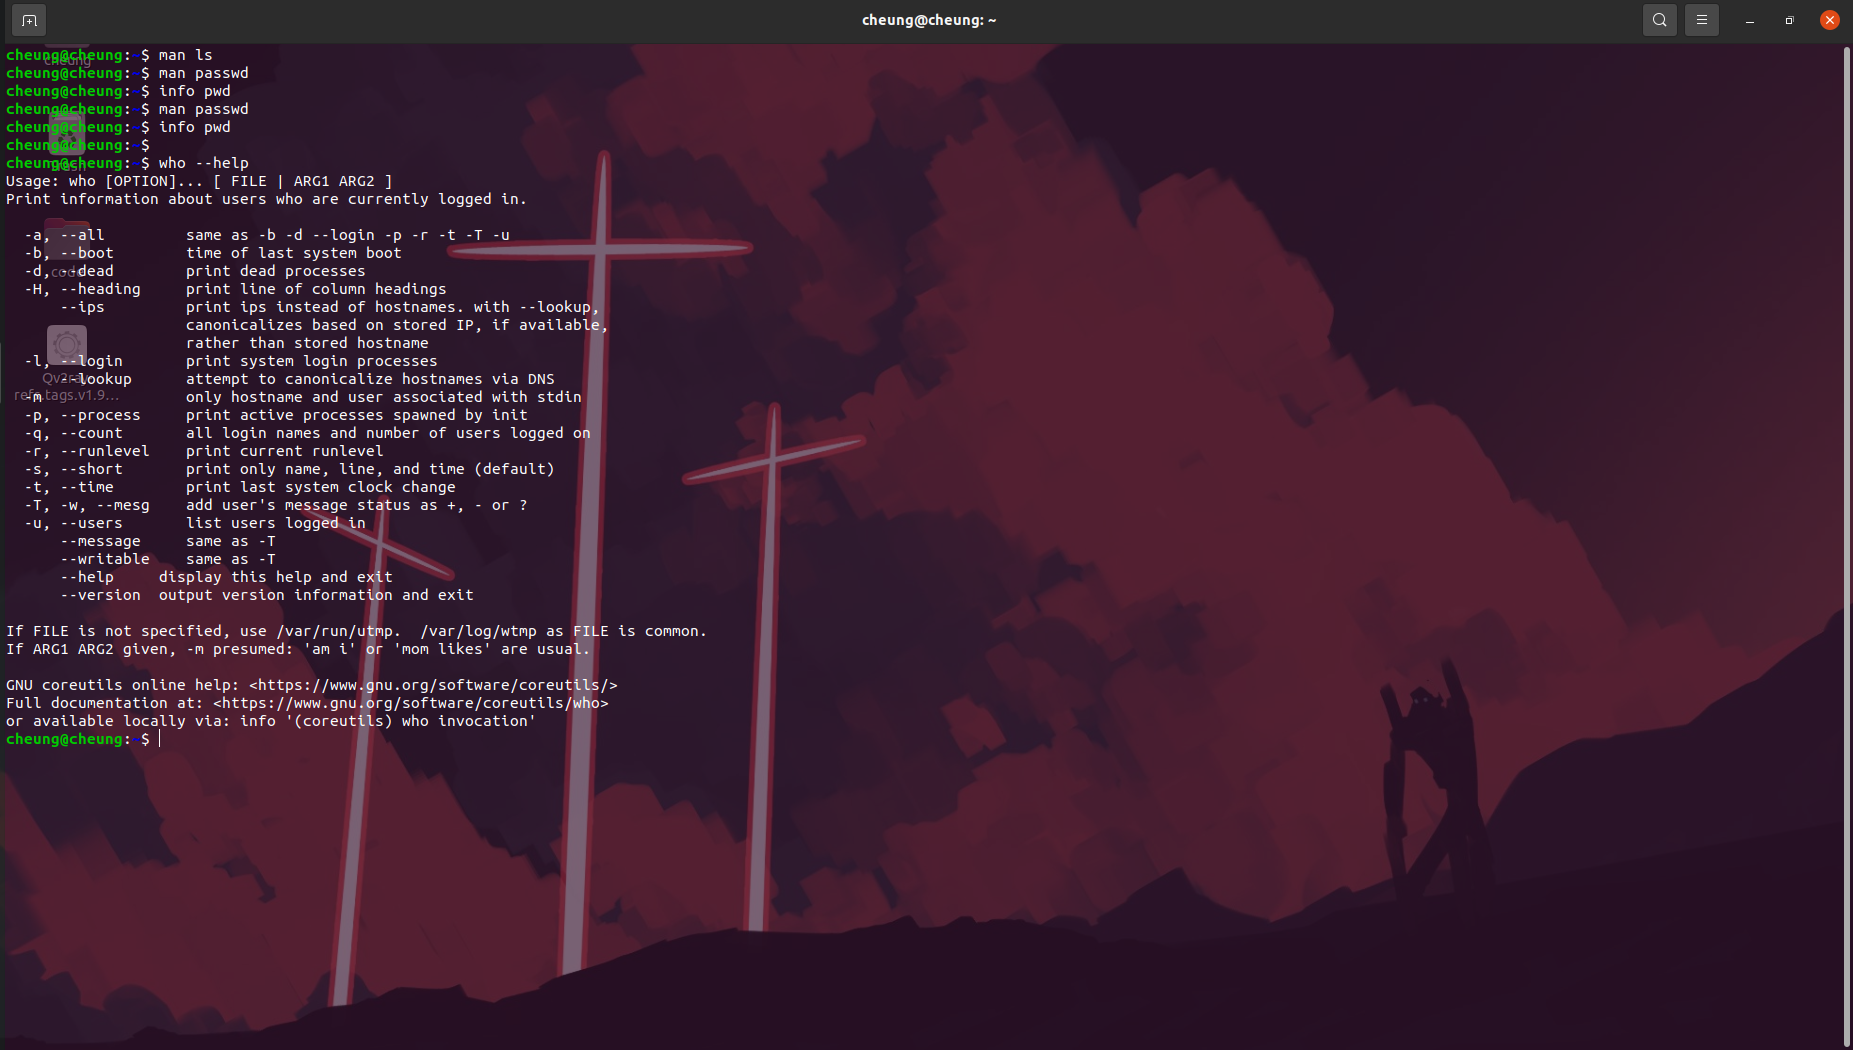 cheung@cheung: ~
cheung@cheung:~$ man ls
cheung@cheung:~$ man passwd
cheung@cheung:~$ info pwd
cheung@cheung:~$ man passwd
cheung@cheung:~$ info pwd
cheung@cheung:~$
cheung@cheung:~$ who --help
Usage: who [OPTION]... [ FILE | ARG1 ARG2 ]
Print information about users who are currently logged in.
  -a, --all         same as -b -d --login -p -r -t -T -u
  -b, --boot        time of last system boot
  -d, --dead        print dead processes
  -H, --heading     print line of column headings
      --ips         print ips instead of hostnames. with --lookup,
                    canonicalizes based on stored IP, if available,
                    rather than stored hostname
  -l, --login       print system login processes
      --lookup      attempt to canonicalize hostnames via DNS
  -m                only hostname and user associated with stdin
  -p, --process     print active processes spawned by init
  -q, --count       all login names and number of users logged on
  -r, --runlevel    print current runlevel
  -s, --short       print only name, line, and time (default)
  -t, --time        print last system clock change
  -T, -w, --mesg    add user's message status as +, - or ?
  -u, --users       list users logged in
      --message     same as -T
      --writable    same as -T
      --help     display this help and exit
      --version  output version information and exit
If FILE is not specified, use /var/run/utmp.  /var/log/wtmp as FILE is common.
If ARG1 ARG2 given, -m presumed: 'am i' or 'mom likes' are usual.
GNU coreutils online help: <https://www.gnu.org/software/coreutils/>
Full documentation at: <https://www.gnu.org/software/coreutils/who>
or available locally via: info '(coreutils) who invocation'
cheung@cheung:~$
cheung
code